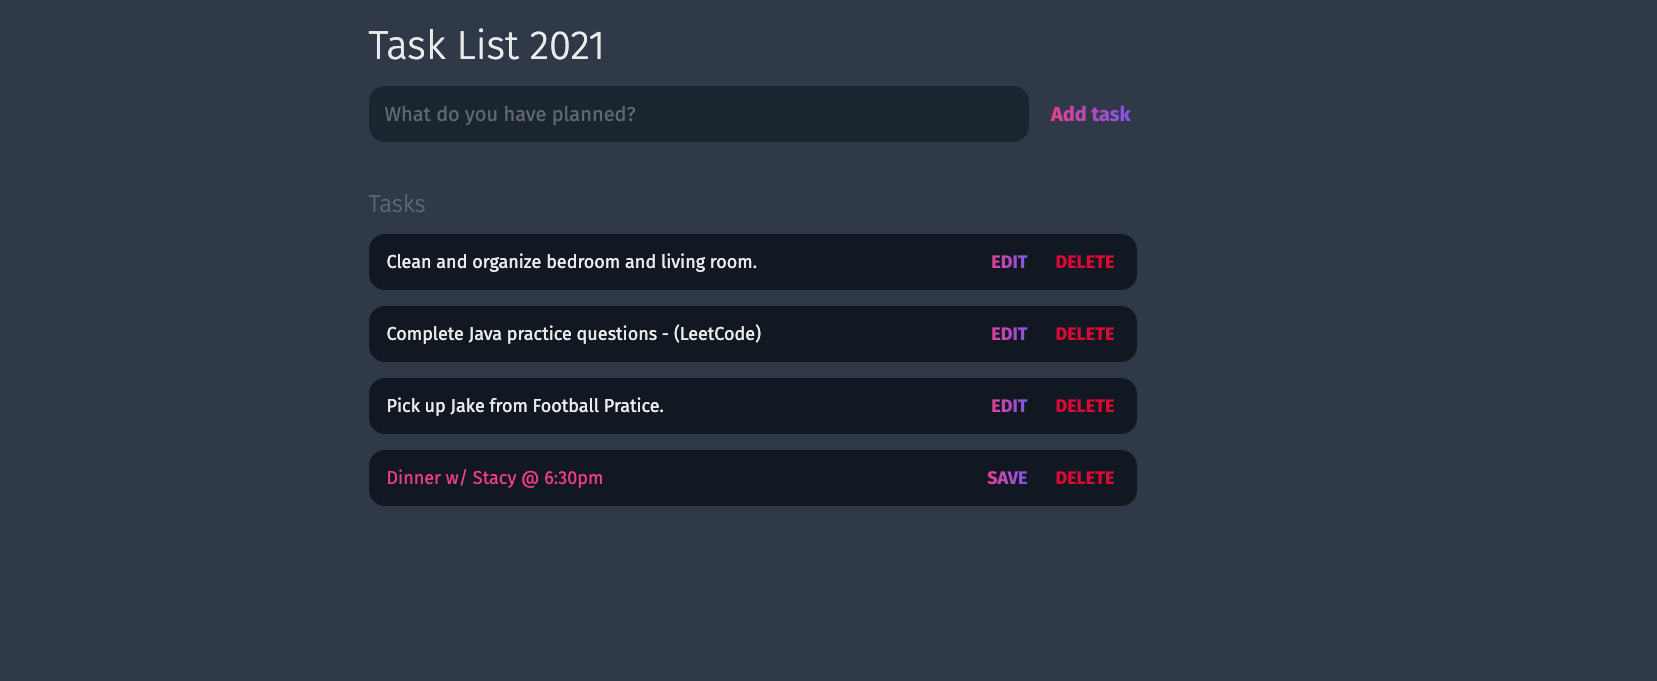 Task List 2021
What do you have planned? Add task
Tasks
Clean and organize bedroom and living room. EDIT DELETE
Complete Java practice questions - (LeetCode) EDIT DELETE
Pick up Jake from Football Pratice. EDIT DELETE
Dinner w/ Stacy @ 6:30pm SAVE DELETE